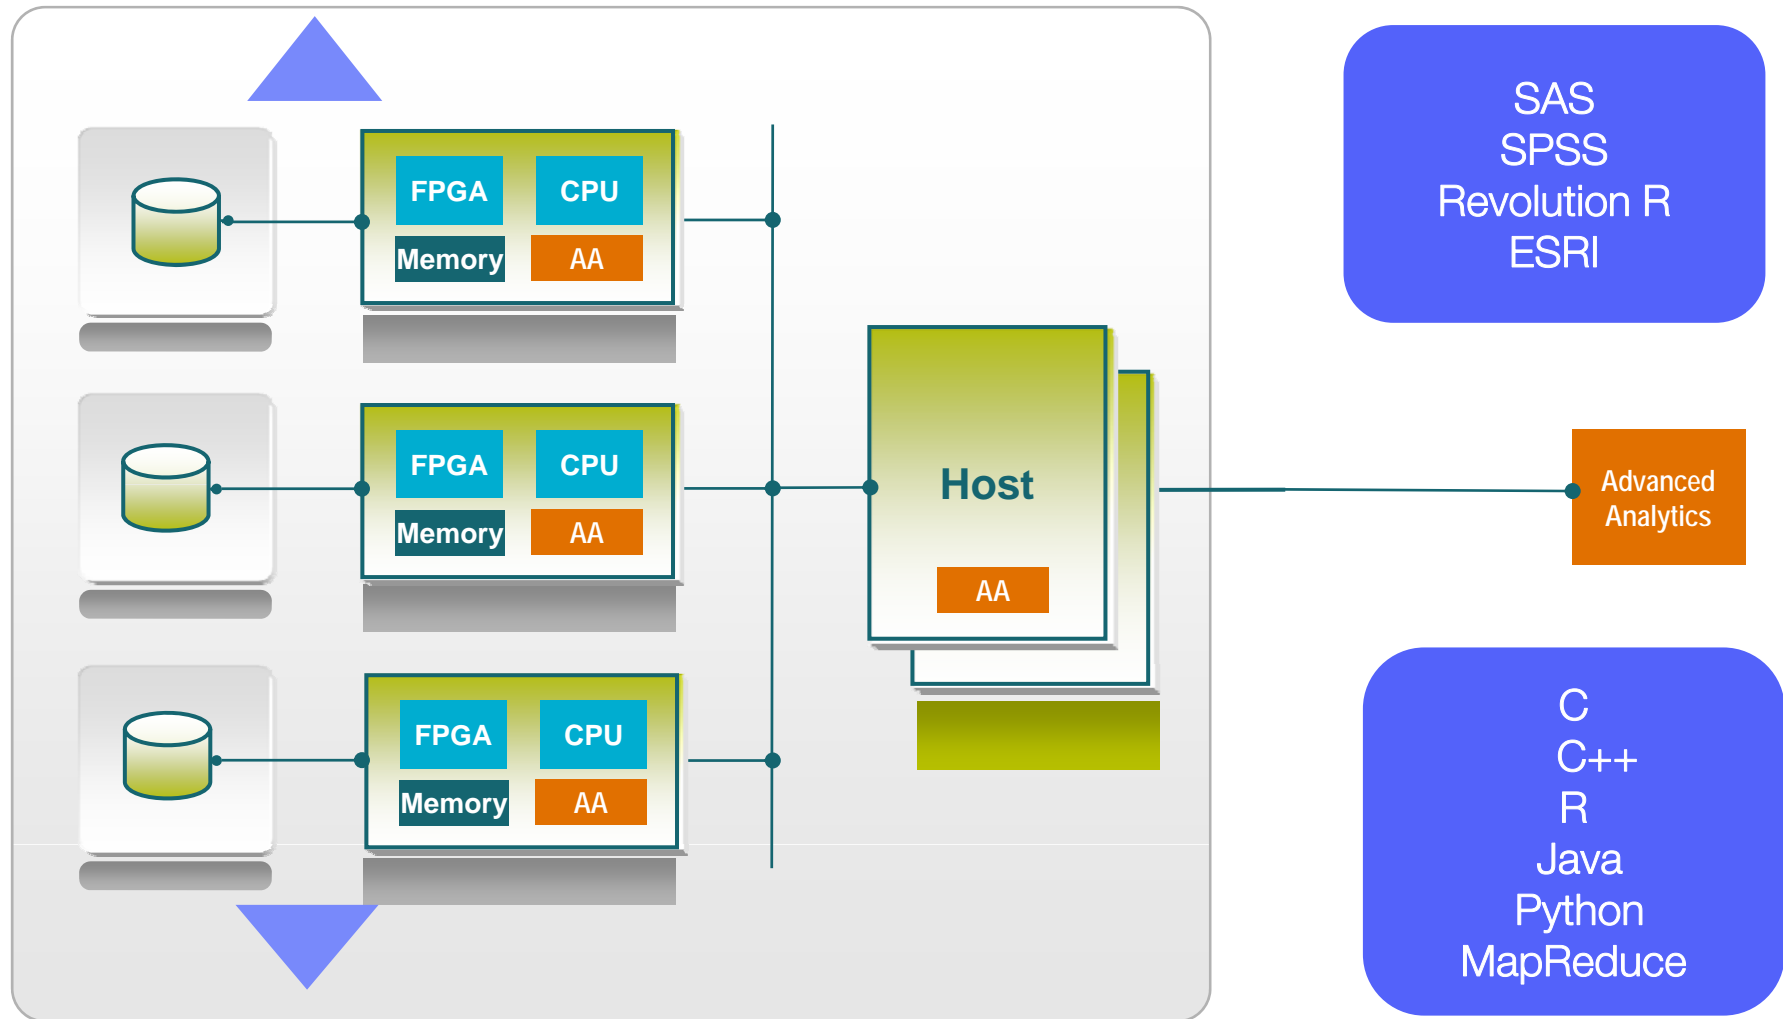 FPGA CPU
Memory AA
FPGA CPU
Memory AA
FPGA CPU
Memory AA
Host
AA
SAS
SPSS
Revolution R
ESRI
Advanced
Analytics
C
C++
R
Java
Python
MapReduce